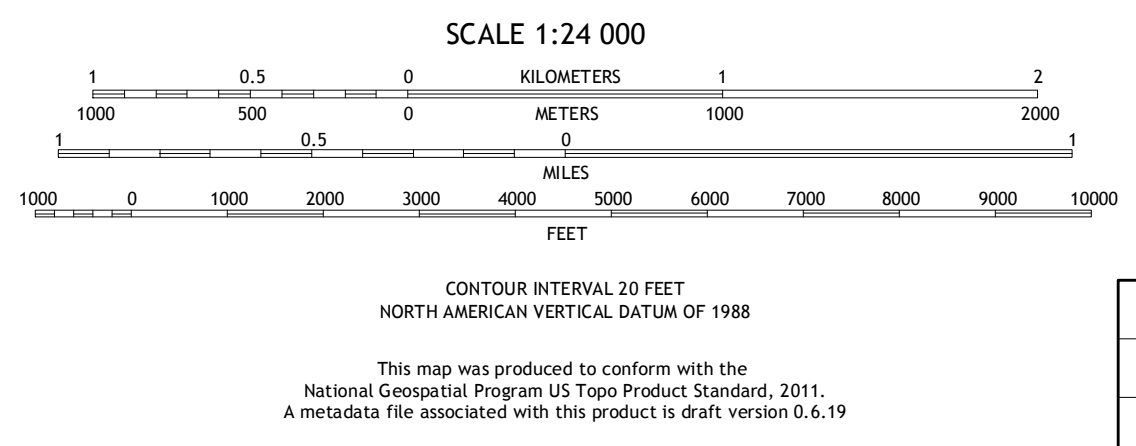 SCALE 1:24 000
1 0.5 0 KILOMETERS 1 2
1000 500 0 METERS 1000 2000
1 0.5 0 1
MILES
1000 0 1000 2000 3000 4000 5000 6000 7000 8000 9000 10000
FEET
CONTOUR INTERVAL 20 FEET
NORTH AMERICAN VERTICAL DATUM OF 1988
This map was produced to conform with the
National Geospatial Program US Topo Product Standard, 2011.
A metadata file associated with this product is draft version 0.6.19